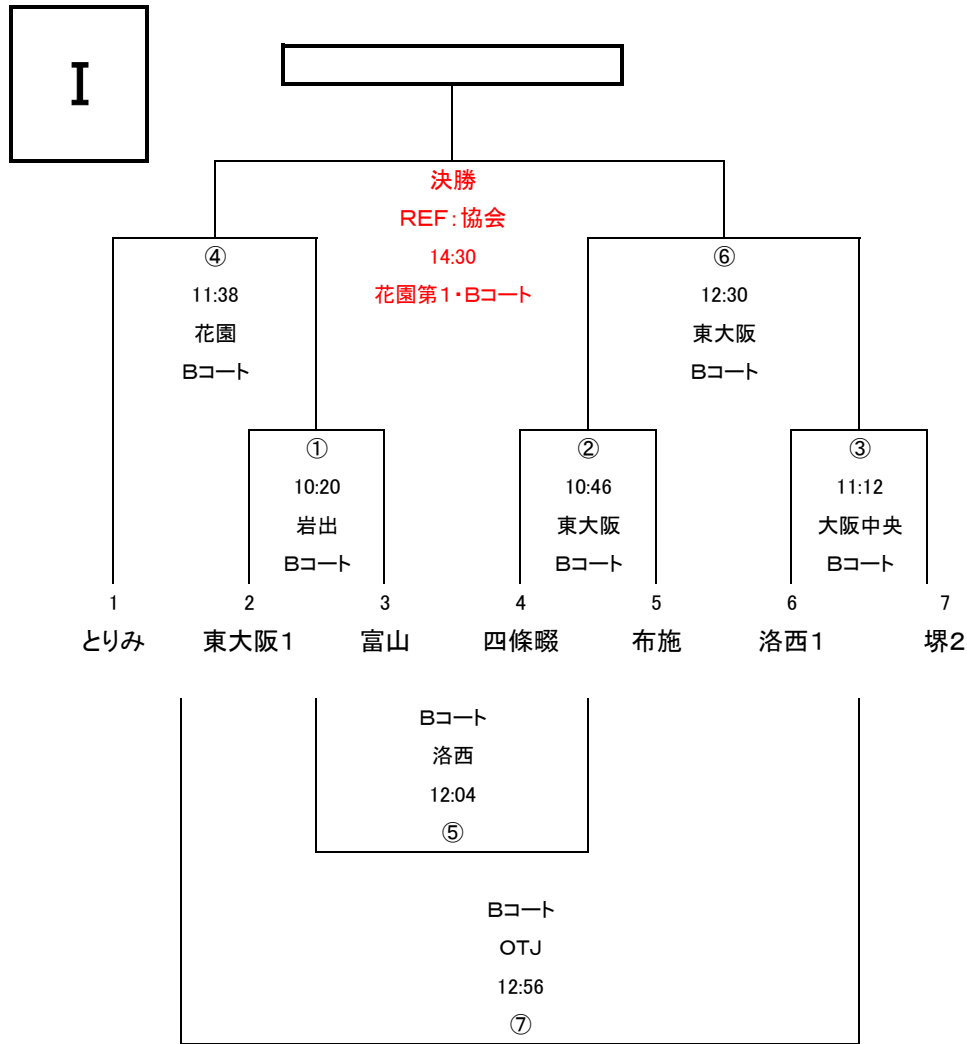 I
決勝
REF:協会
14:30
花園第1・Bコート
④
11:38
花園
Bコート
⑥
12:30
東大阪
Bコート
①
10:20
岩出
Bコート
②
10:46
東大阪
Bコート
③
11:12
大阪中央
Bコート
1 2 3 4 5 6 7
とりみ 東大阪1 富山 四條畷 布施 洛西1 堺2
Bコート
洛西
12:04
⑤
Bコート
OTJ
12:56
⑦